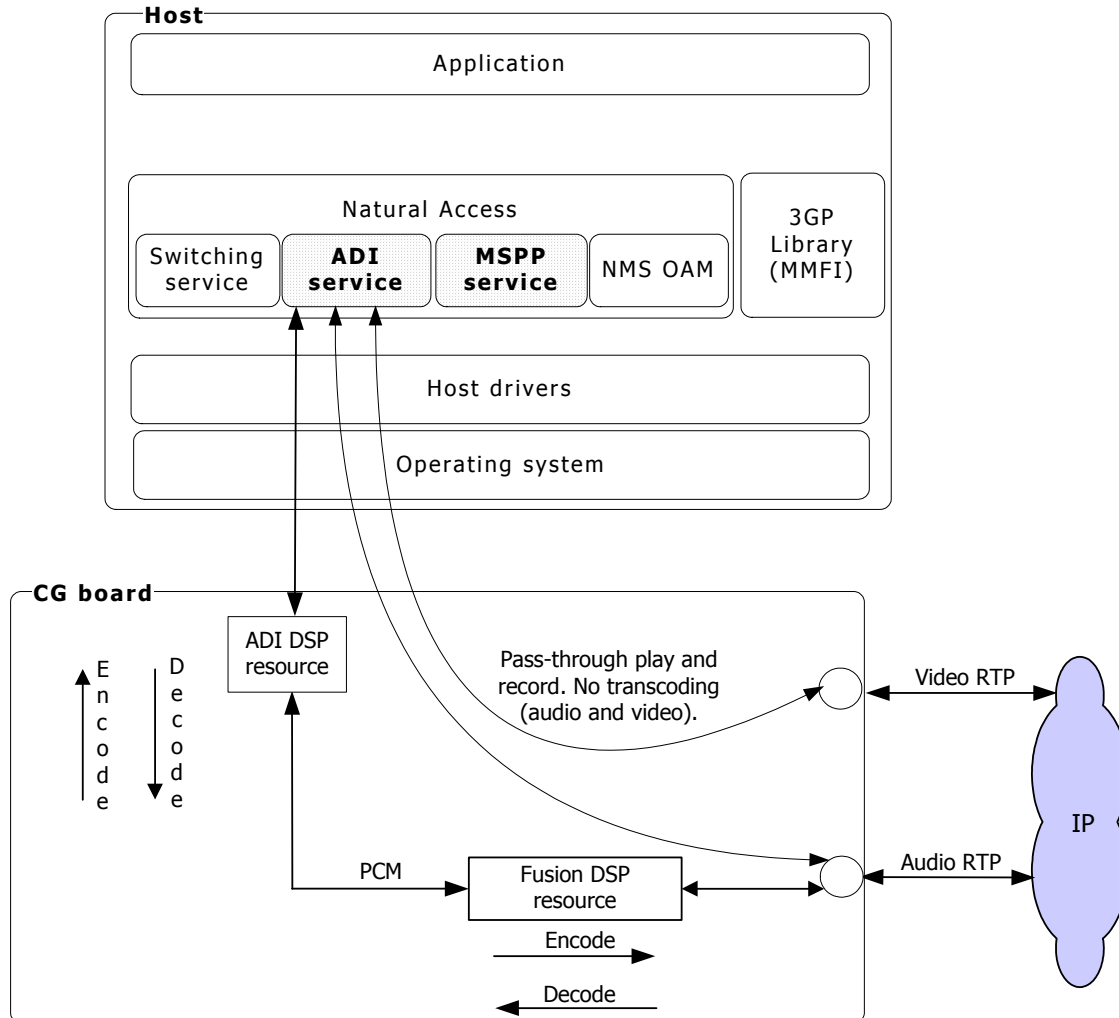 Host
Application
Natural Access
Switching
service
ADI
service
MSPP
service
NMS OAM
3GP
Library
(MMFI)
Host drivers
Operating system
CG board
Encode
Decode
ADI DSP
resource
Pass-through play and
record. No transcoding
(audio and video).
Video RTP
IP
PCM
Fusion DSP
resource
Audio RTP
Encode
Decode